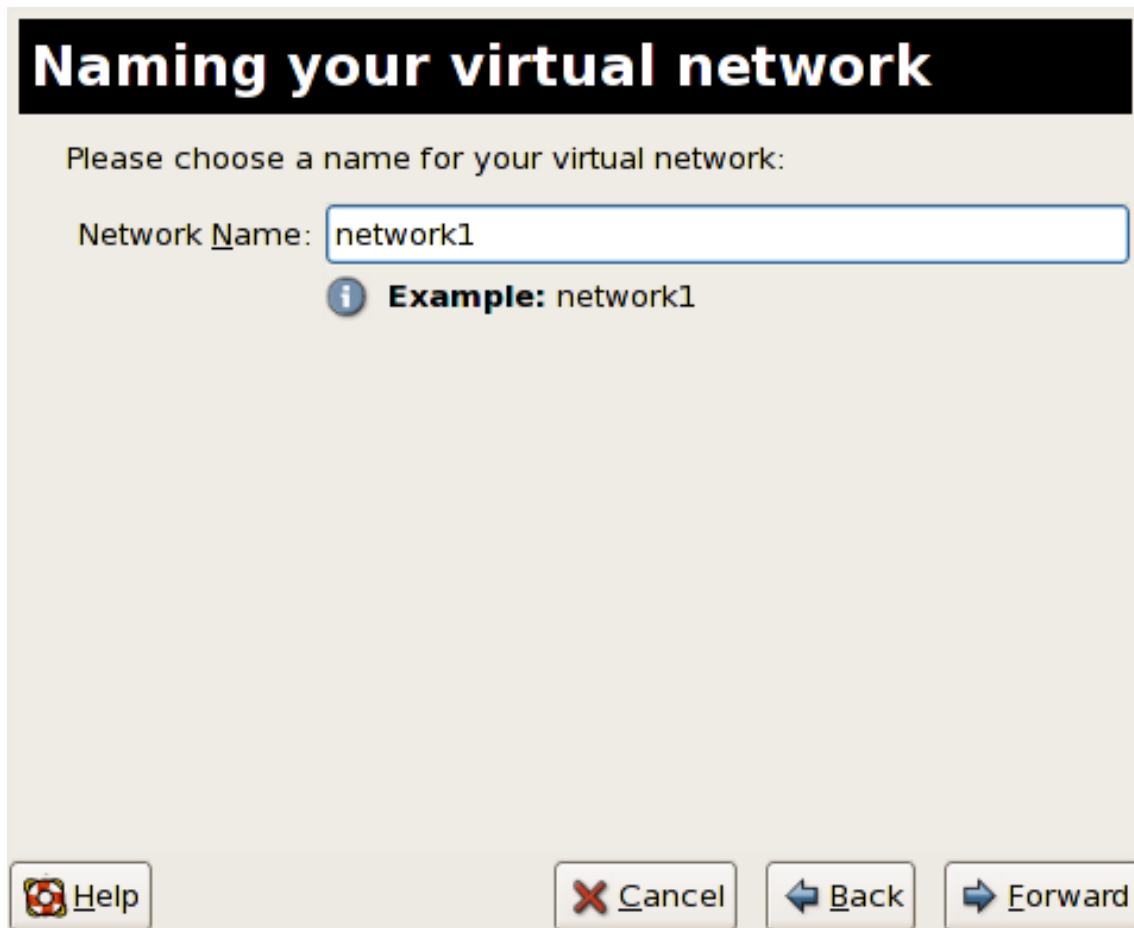 Naming your virtual network
Please choose a name for your virtual network:
Network Name: network1
Example: network1
Help Cancel Back Forward